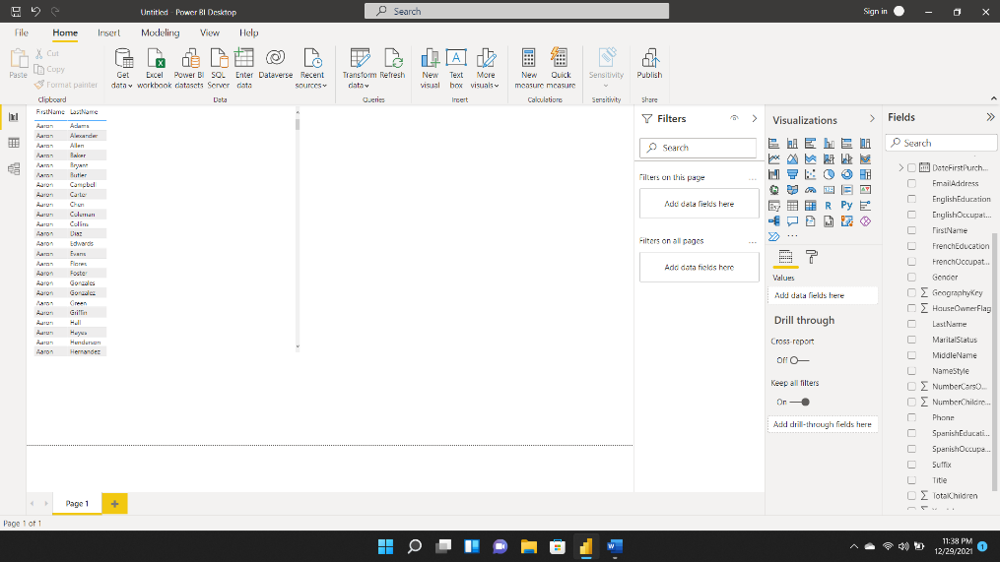 Untitled - Power BI Desktop
Search
Sign in
File
Home
Insert
Modeling
View
Help
Paste
Cut
Copy
Format painter
Clipboard
Get data
Excel workbook
Power BI datasets
SQL Server
Enter data
Dataverse
Recent sources
Data
Transform data
Refresh
Queries
New visual
Text box
More visuals
Insert
New measure
Quick measure
Calculations
Sensitivity
Sensitivity
Publish
Share
FirstName LastName
Aaron Adams
Aaron Alexander
Aaron Allen
Aaron Baker
Aaron Bryant
Aaron Butler
Aaron Campbell
Aaron Carter
Aaron Chen
Aaron Coleman
Aaron Collins
Aaron Diaz
Aaron Edwards
Aaron Evans
Aaron Flores
Aaron Foster
Aaron Gonzales
Aaron Gonzalez
Aaron Green
Aaron Griffin
Aaron Hall
Aaron Hayes
Aaron Henderson
Aaron Hernandez
Filters
Search
Filters on this page ...
Add data fields here
Filters on all pages ...
Add data fields here
Visualizations
R
Py
...
Values
Add data fields here
Drill through
Cross-report
Off
Keep all filters
On
Add drill-through fields here
Fields
Search
DateFirstPurch...
EmailAddress
EnglishEducation
EnglishOccupat...
FirstName
FrenchEducation
FrenchOccupat...
Gender
∑ GeographyKey
∑ HouseOwnerFlag
LastName
MaritalStatus
MiddleName
NameStyle
∑ NumberCarsO...
∑ NumberChildre...
Phone
SpanishEducati...
SpanishOccupa...
Suffix
Title
∑ TotalChildren
Page 1
Page 1 of 1
11:38 PM
12/29/2021
1